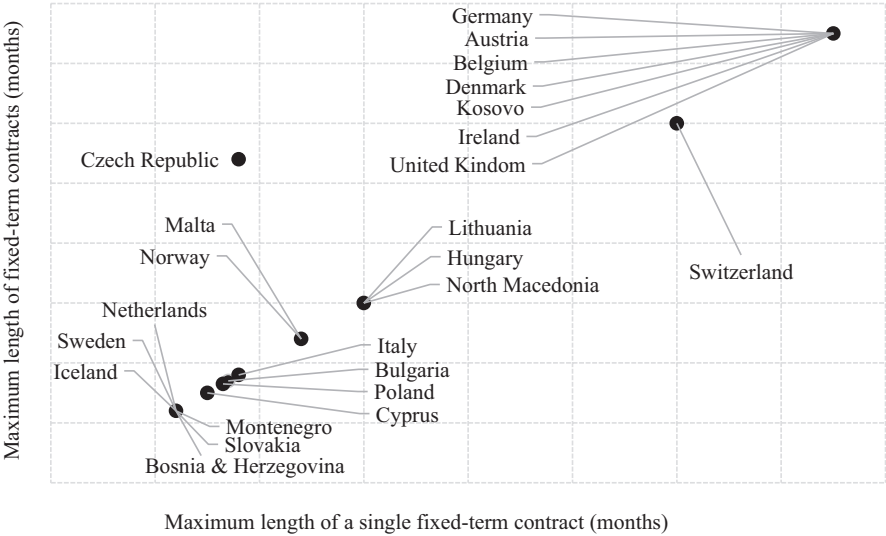 Maximum length of fixed-term contracts (months)
Germany
Austria
Belgium
Denmark
Kosovo
Ireland
United Kindom
Czech Republic
Malta
Norway
Lithuania
Hungary
North Macedonia
Switzerland
Netherlands
Sweden
Iceland
Italy
Bulgaria
Poland
Cyprus
Montenegro
Slovakia
Bosnia & Herzegovina
Maximum length of a single fixed-term contract (months)